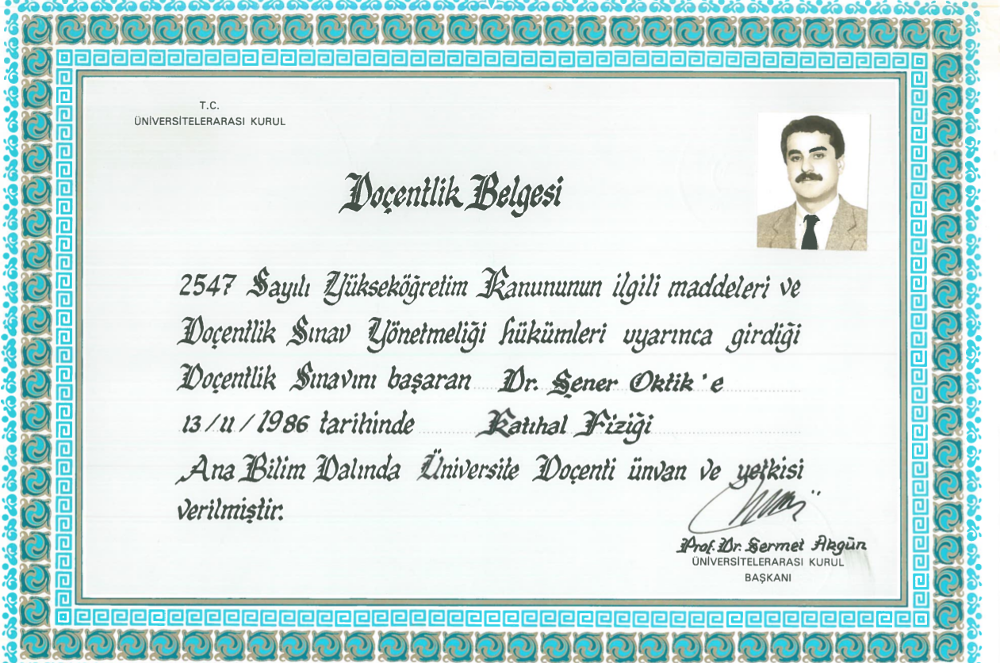 T.C.
ÜNİVERSİTELERARASI KURUL
Doçentlik Belgesi
2547 Sayılı Yükseköğretim Kanununun ilgili maddeleri ve
Doçentlik Sınav Yönetmeliği hükümleri uyarınca girdiği
Doçentlik Sınavını başaran Dr. Şener Oktik'e
13/11/1986 tarihinde Katıhal Fiziği
Ana Bilim Dalında Üniversite Doçenti ünvan ve yetkisi
verilmiştir.
Prof. Dr. Sermet Akgün
ÜNİVERSİTELERARASI KURUL
BAŞKANI